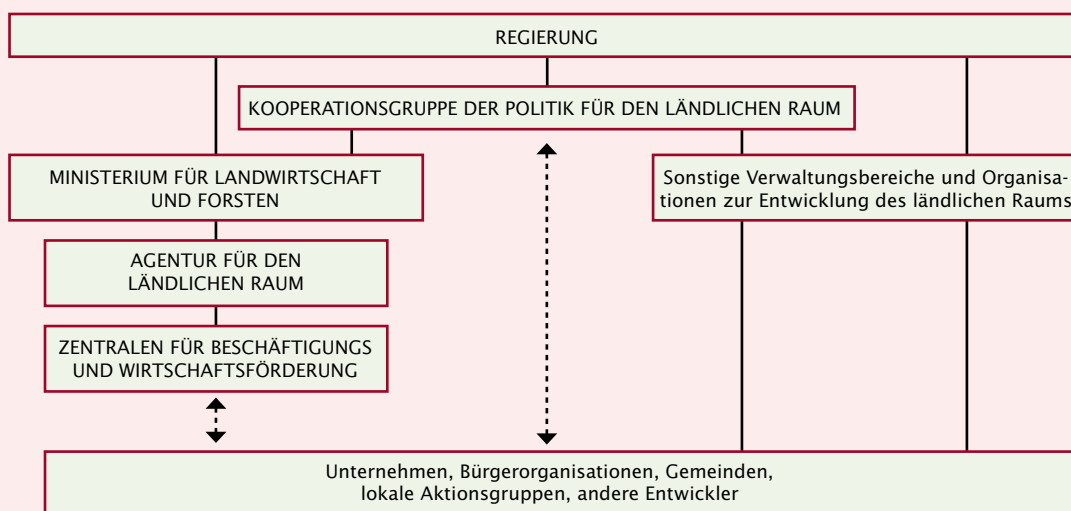 REGIERUNG
KOOPERATIONSGRUPPE DER POLITIK FÜR DEN LÄNDLICHEN RAUM
MINISTERIUM FÜR LANDWIRTSCHAFT
UND FORSTEN
Sonstige Verwaltungsbereiche und Organisa-
tionen zur Entwicklung des ländlichen Raums
AGENTUR FÜR DEN
LÄNDLICHEN RAUM
ZENTRALEN FÜR BESCHÄFTIGUNGS
UND WIRTSCHAFTSFÖRDERUNG
Unternehmen, Bürgerorganisationen, Gemeinden,
lokale Aktionsgruppen, andere Entwickler